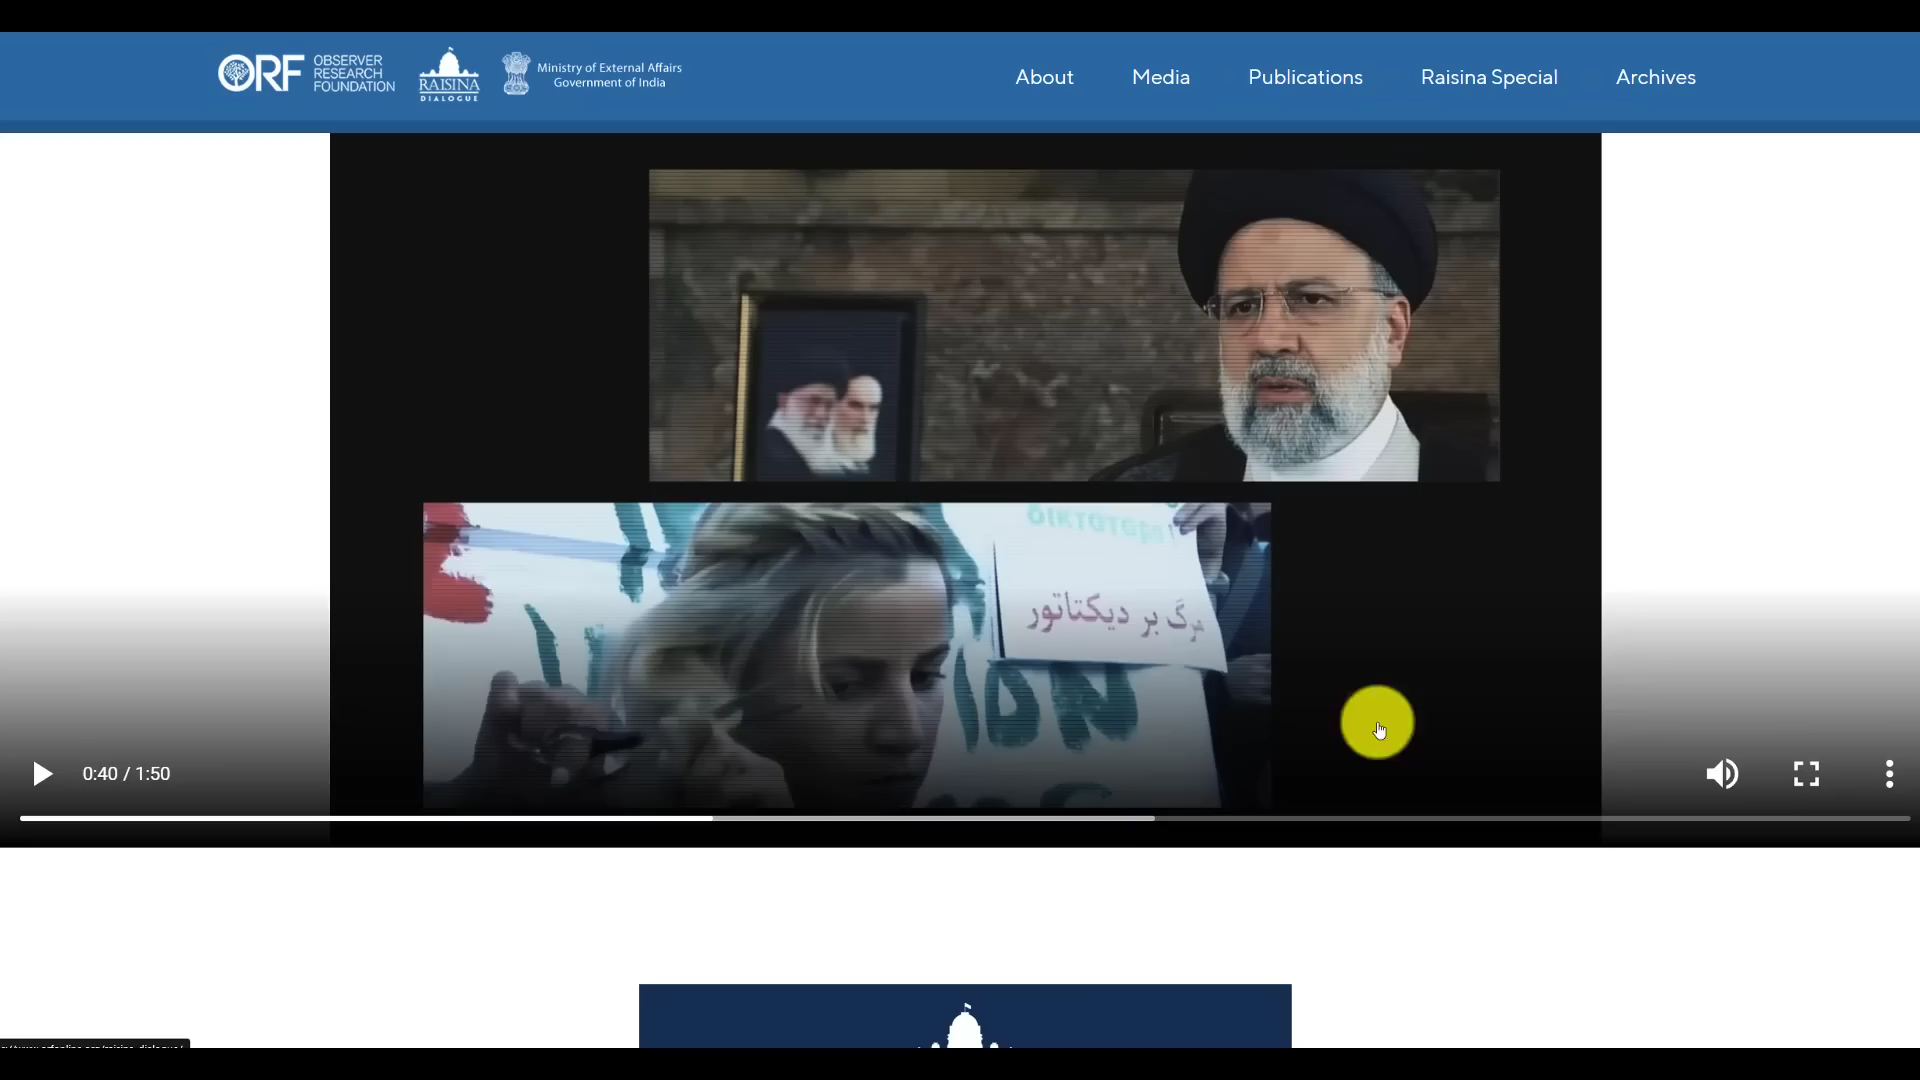 ORF OBSERVER
RESEARCH
FOUNDATION
RAISINA
DIALOGUE
Ministry of External Affairs
Government of India
About
Media
Publications
Raisina Special
Archives
مرگ بر دیکتاتور
0:40 / 1:50